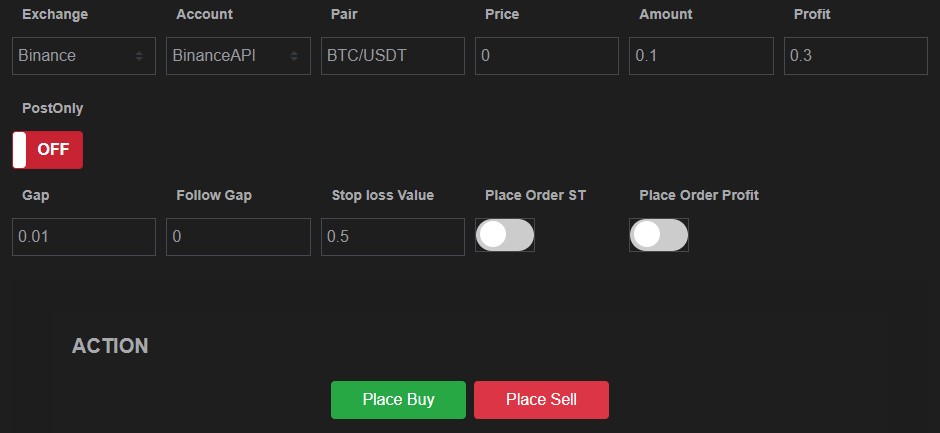 Exchange Account Pair Price Amount Profit
Binance BinanceAPI BTC/USDT 0 0.1 0.3
PostOnly
OFF
Gap Follow Gap Stop loss Value Place Order ST Place Order Profit
0.01 0 0.5
ACTION
Place Buy Place Sell